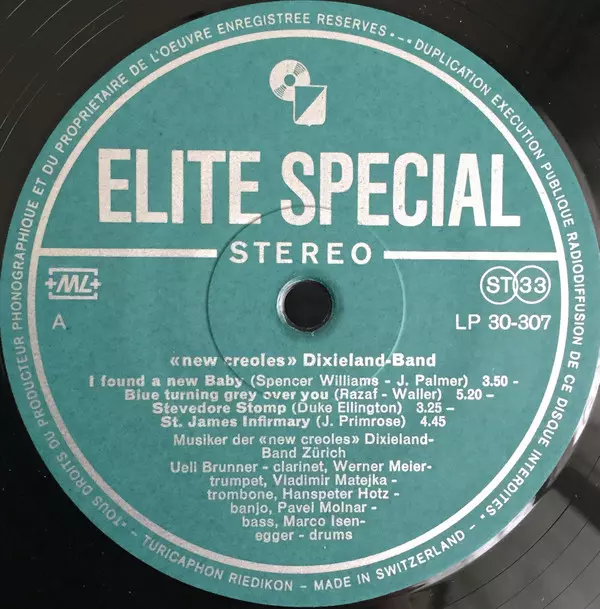 TOUS DROITS DU PRODUCTEUR PHONOGRAPHIQUE ET DU PROPRIETAIRE DE L'OEUVRE ENREGISTREE RESERVES • – • DUPLICATION EXECUTION PUBLIQUE RADIODIFFUSION DE CE DISQUE INTERDITES •
ELITE SPECIAL
STEREO
+ML+
ST 33
A
LP 30-307
«new creoles» Dixieland-Band
I found a new Baby (Spencer Williams - J. Palmer) 3.50 -
Blue turning grey over you (Razaf - Waller) 5.20 -
Stevedore Stomp (Duke Ellington) 3.25 -
St. James Infirmary (J. Primrose) 4.45
Musiker der «new creoles» Dixieland-
Band Zürich
Ueli Brunner - clarinet, Werner Meier-
trumpet, Vladimir Matejka -
trombone, Hanspeter Hotz -
banjo, Pavel Molnar -
bass, Marco Isen-
egger - drums
• TURICAPHON RIEDIKON – MADE IN SWITZERLAND •